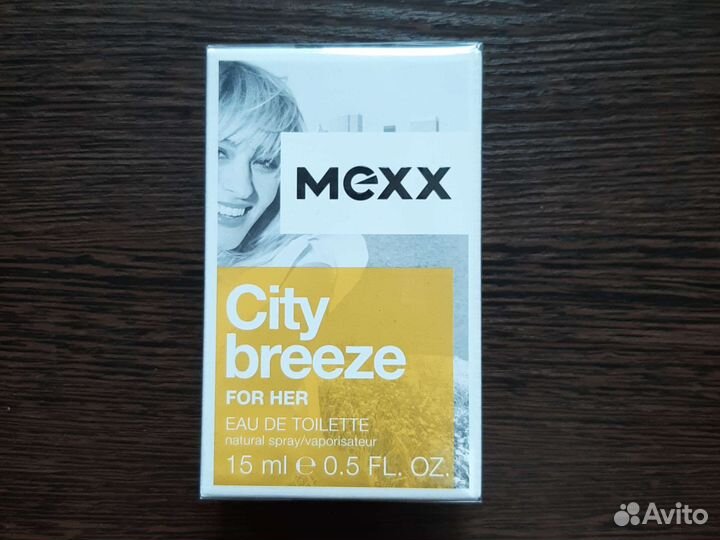 MEXX
City
breeze
FOR HER
EAU DE TOILETTE
natural spray/vaporisateur
15 ml ℮ 0.5 FL. OZ.
Avito